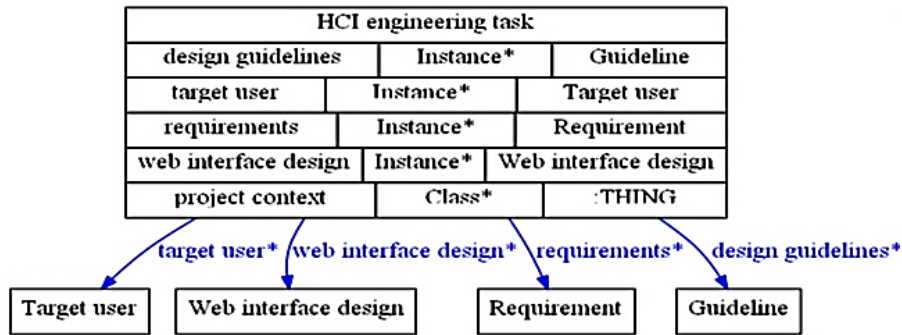 HCI engineering task
design guidelines Instance* Guideline
target user Instance* Target user
requirements Instance* Requirement
web interface design Instance* Web interface design
project context Class* :THING
target user* web interface design* requirements* design guidelines*
Target user Web interface design Requirement Guideline